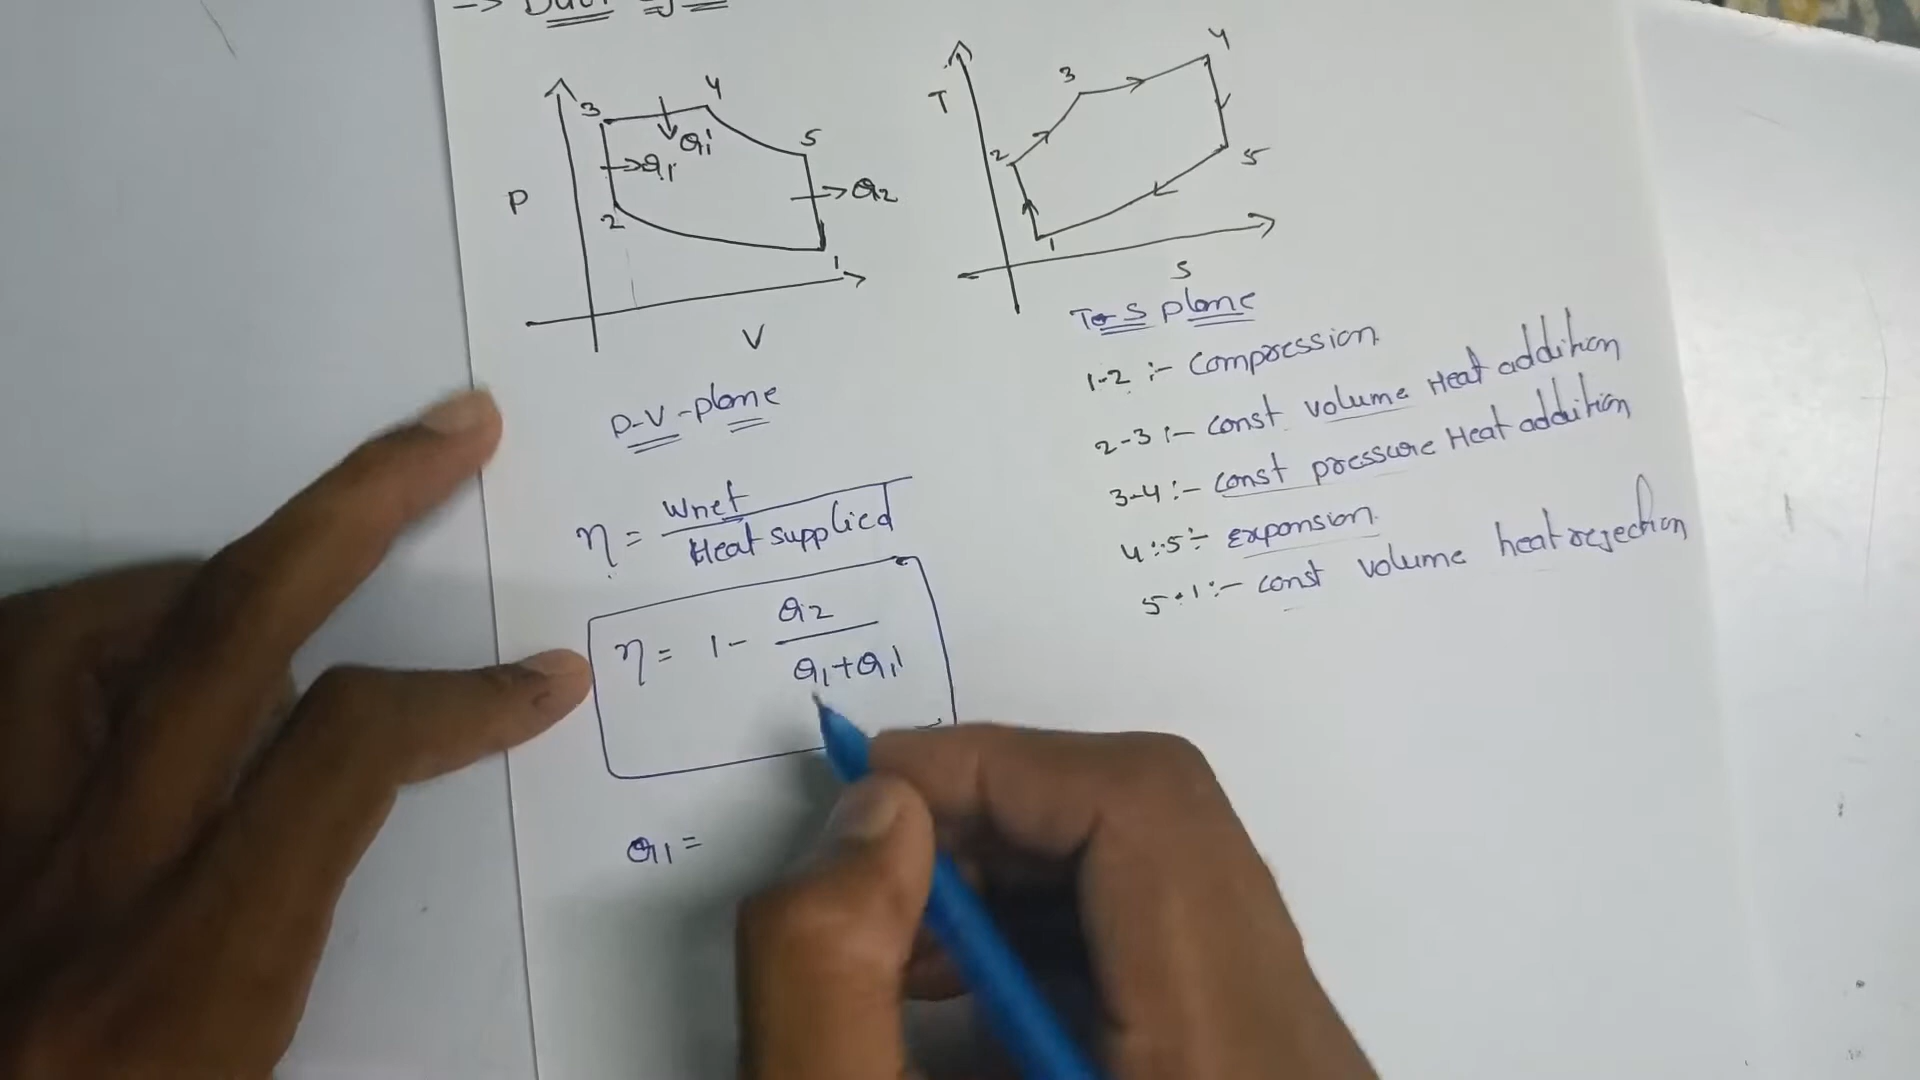 ->
3
4
Q1'
5
->Q1
->Q2
P
2
1
V
P-V-plane
4
3
T
2
5
1
S
T-S plane
1-2 :- Compression
2-3 :- const volume Heat addition
3-4 :- const pressure Heat addition
4-5 :- Expansion
5-1 :- const volume heat rejection
η = Wnet / Heat supplied
η = 1 - Q2 / Q1+Q1'
Q1 =